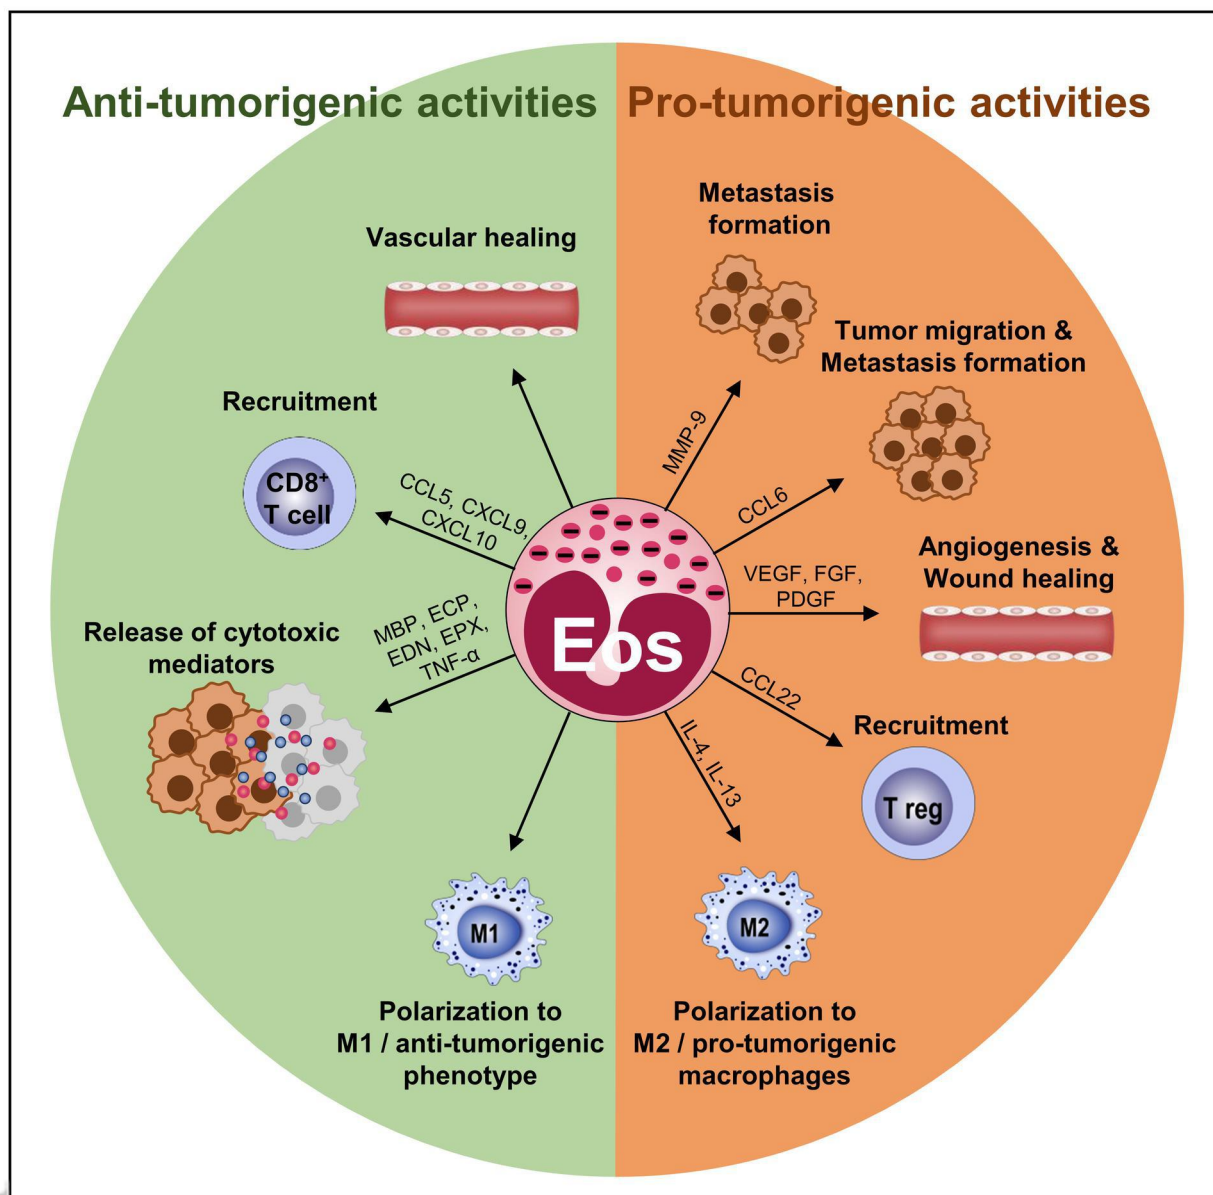 Anti-tumorigenic activities
Pro-tumorigenic activities
Vascular healing
Recruitment
CD8⁺
T cell
CCL5, CXCL9,
CXCL10
Release of cytotoxic
mediators
MBP, ECP,
EDN, EPX,
TNF-α
M1
Polarization to
M1 / anti-tumorigenic
phenotype
Eos
Metastasis
formation
MMP-9
Tumor migration &
Metastasis formation
CCL6
Angiogenesis &
Wound healing
VEGF, FGF,
PDGF
CCL22
Recruitment
T reg
IL-4, IL-13
M2
Polarization to
M2 / pro-tumorigenic
macrophages